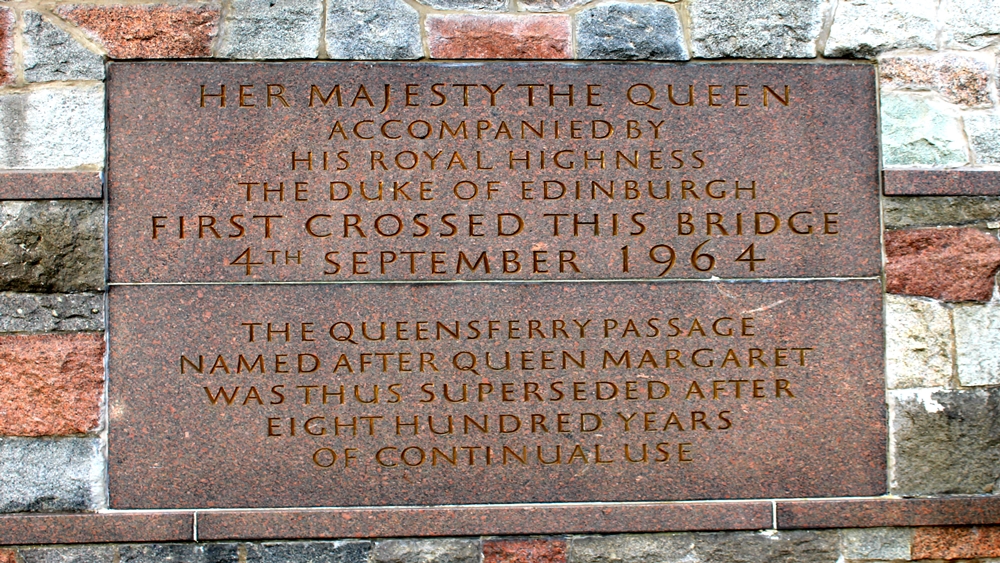 HER MAJESTY THE QUEEN
ACCOMPANIED BY
HIS ROYAL HIGHNESS
THE DUKE OF EDINBURGH
FIRST CROSSED THIS BRIDGE
4TH SEPTEMBER 1964
THE QUEENSFERRY PASSAGE
NAMED AFTER QUEEN MARGARET
WAS THUS SUPERSEDED AFTER
EIGHT HUNDRED YEARS
OF CONTINUAL USE